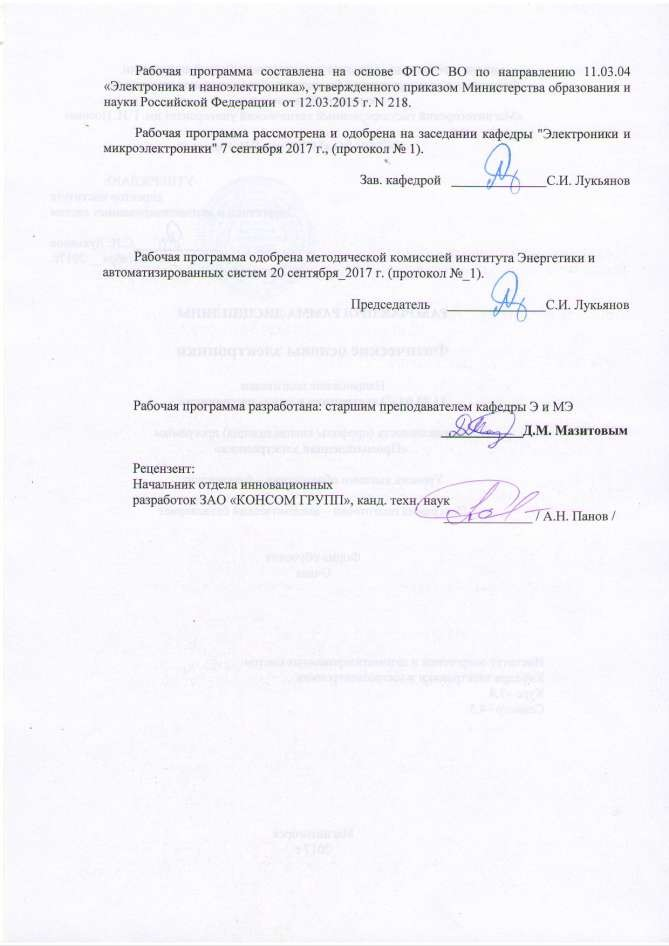 Рабочая программа составлена на основе ФГОС ВО по направлению 11.03.04
«Электроника и наноэлектроника», утвержденного приказом Министерства образования и
науки Российской Федерации от 12.03.2015 г. N 218.
Рабочая программа рассмотрена и одобрена на заседании кафедры "Электроники и
микроэлектроники" 7 сентября 2017 г., (протокол № 1).
Зав. кафедрой ______________С.И. Лукьянов
Рабочая программа одобрена методической комиссией института Энергетики и
автоматизированных систем 20 сентября_2017 г. (протокол №_1).
Председатель ______________С.И. Лукьянов
Рабочая программа разработана: старшим преподавателем кафедры Э и МЭ
____________Д.М. Мазитовым
Рецензент:
Начальник отдела инновационных
разработок ЗАО «КОНСОМ ГРУПП», канд. техн. наук
_____________ / А.Н. Панов /